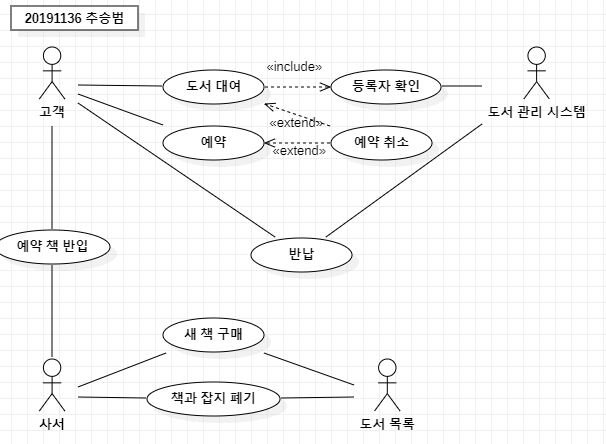 20191136 추승범
«include»
도서 대여
등록자 확인
고객
도서 관리 시스템
«extend»
예약
예약 취소
«extend»
예약 책 반입
반납
새 책 구매
책과 잡지 폐기
사서
도서 목록